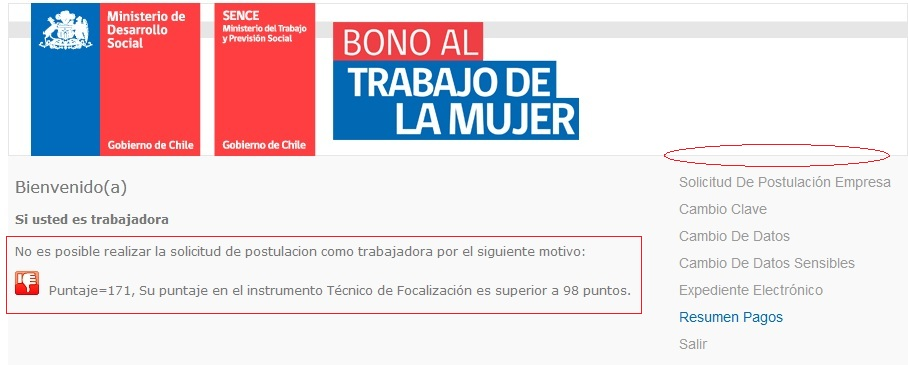 Ministerio de
Desarrollo
Social
Gobierno de Chile
SENCE
Ministerio del Trabajo
y Previsión Social
Gobierno de Chile
BONO AL
TRABAJO DE
LA MUJER
Bienvenido(a)
Si usted es trabajadora
No es posible realizar la solicitud de postulacion como trabajadora por el siguiente motivo:
Puntaje=171, Su puntaje en el instrumento Técnico de Focalización es superior a 98 puntos.
Solicitud De Postulación Empresa
Cambio Clave
Cambio De Datos
Cambio De Datos Sensibles
Expediente Electrónico
Resumen Pagos
Salir